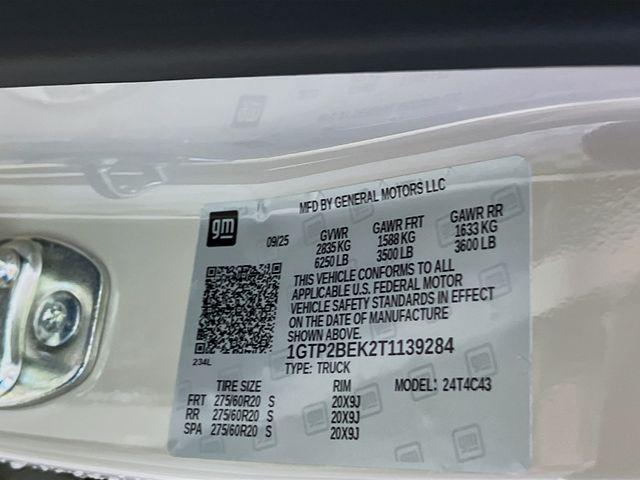 MFD BY GENERAL MOTORS LLC
gm
09/25
GVWR GAWR FRT GAWR RR
2835 KG 1588 KG 1633 KG
6250 LB 3500 LB 3600 LB
THIS VEHICLE CONFORMS TO ALL
APPLICABLE U.S. FEDERAL MOTOR
VEHICLE SAFETY STANDARDS IN EFFECT
ON THE DATE OF MANUFACTURE
SHOWN ABOVE.
234L
1GTP2BEK2T1139284
TYPE: TRUCK
TIRE SIZE RIM MODEL: 24T4C43
FRT 275/60R20 S 20X9J
RR 275/60R20 S 20X9J
SPA 275/60R20 S 20X9J